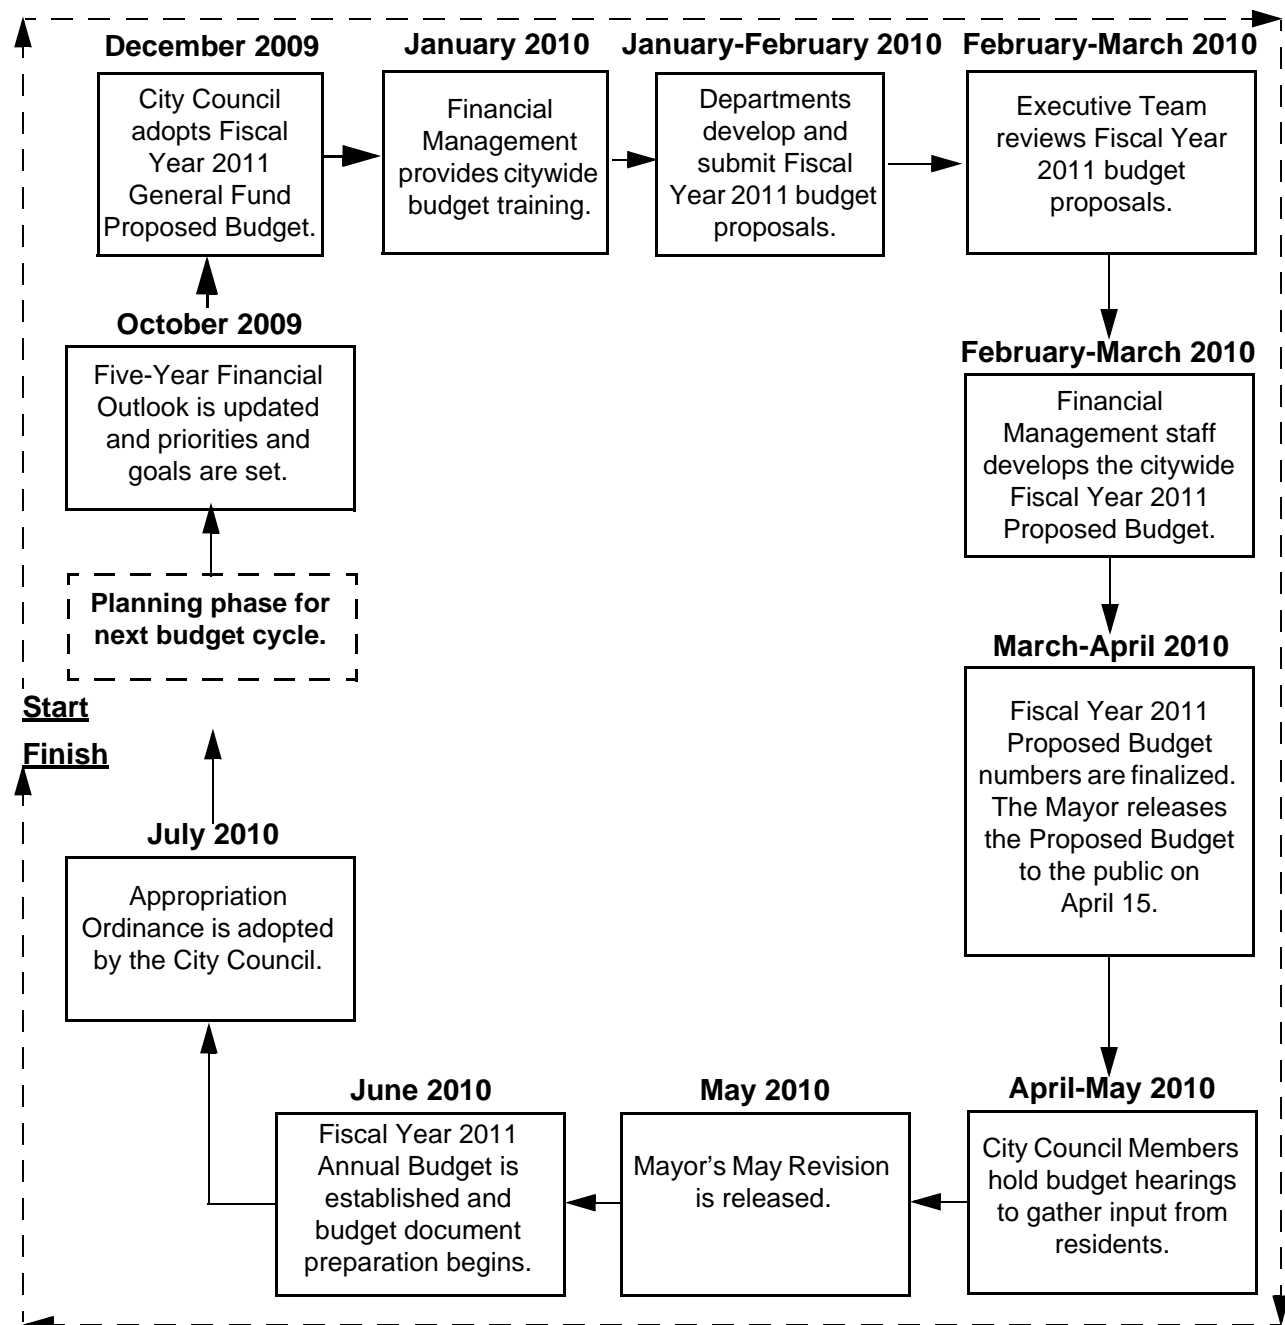 December 2009
City Council
adopts Fiscal
Year 2011
General Fund
Proposed Budget.
January 2010
Financial
Management
provides citywide
budget training.
January-February 2010
Departments
develop and
submit Fiscal
Year 2011 budget
proposals.
February-March 2010
Executive Team
reviews Fiscal Year
2011 budget
proposals.
October 2009
Five-Year Financial
Outlook is updated
and priorities and
goals are set.
February-March 2010
Financial
Management staff
develops the citywide
Fiscal Year 2011
Proposed Budget.
Planning phase for
next budget cycle.
Start
Finish
March-April 2010
Fiscal Year 2011
Proposed Budget
numbers are finalized.
The Mayor releases
the Proposed Budget
to the public on
April 15.
July 2010
Appropriation
Ordinance is adopted
by the City Council.
June 2010
Fiscal Year 2011
Annual Budget is
established and
budget document
preparation begins.
May 2010
Mayor's May Revision
is released.
April-May 2010
City Council Members
hold budget hearings
to gather input from
residents.